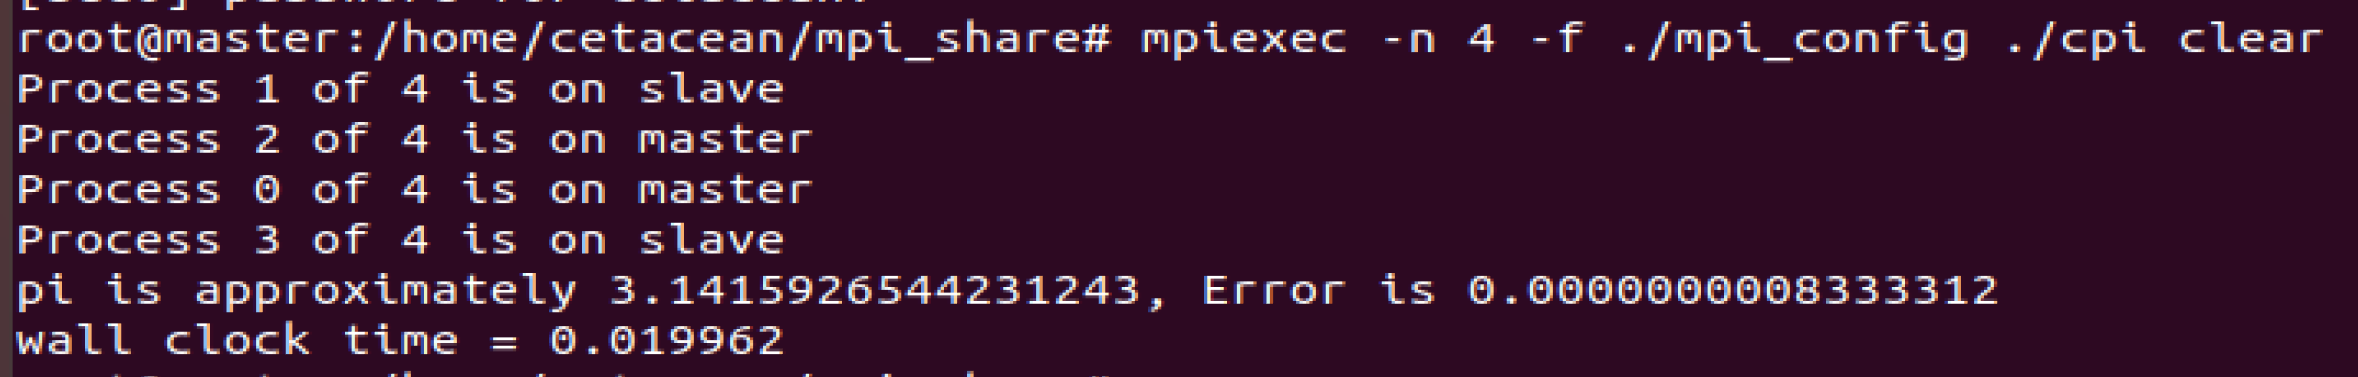 root@master:/home/cetacean/mpi_share# mpiexec -n 4 -f ./mpi_config ./cpi clear
Process 1 of 4 is on slave
Process 2 of 4 is on master
Process 0 of 4 is on master
Process 3 of 4 is on slave
pi is approximately 3.1415926544231243, Error is 0.0000000008333312
wall clock time = 0.019962